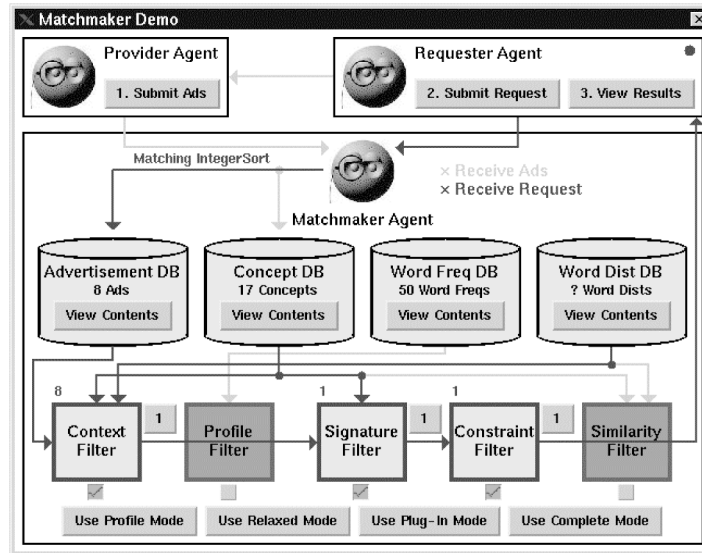 Matchmaker Demo
Provider Agent
1. Submit Ads
Requester Agent
2. Submit Request
3. View Results
Matching IntegerSort
× Receive Ads
× Receive Request
Matchmaker Agent
Advertisement DB
8 Ads
View Contents
Concept DB
17 Concepts
View Contents
Word Freq DB
50 Word Freqs
View Contents
Word Dist DB
? Word Dists
View Contents
8
Context
Filter
1
Profile
Filter
1
Signature
Filter
1
1
Constraint
Filter
1
Similarity
Filter
Use Profile Mode
Use Relaxed Mode
Use Plug-In Mode
Use Complete Mode